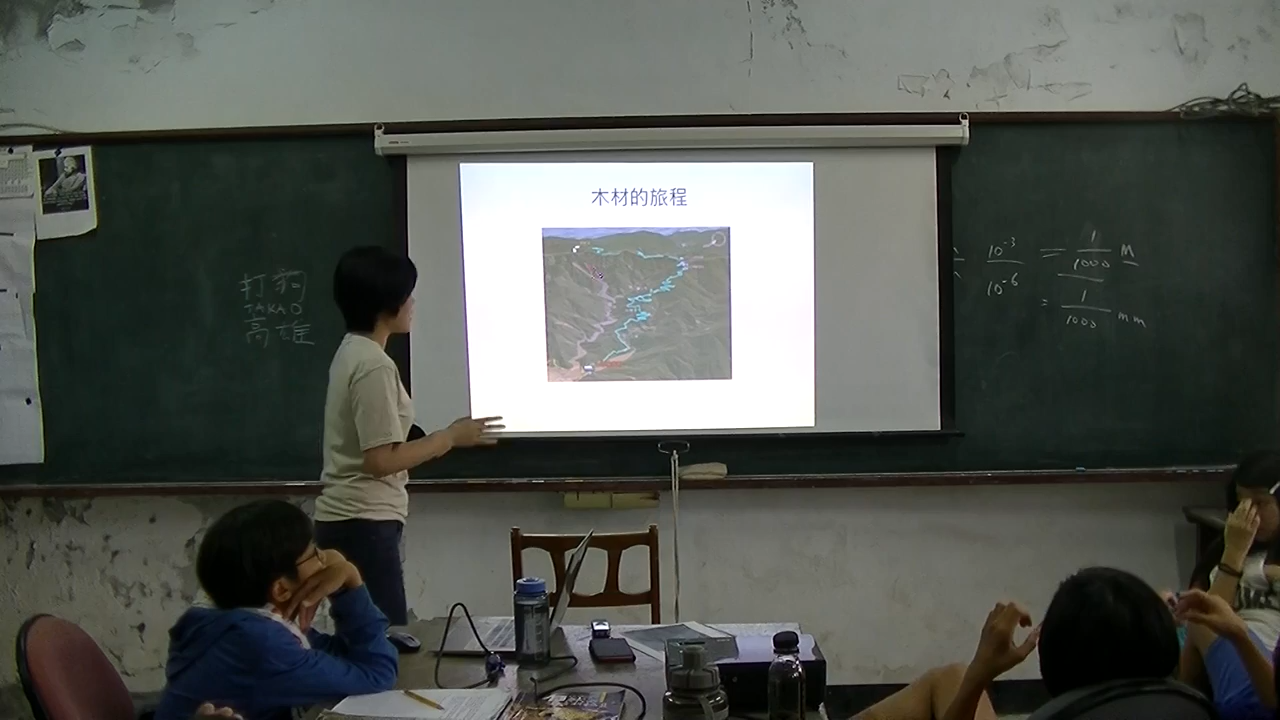 木材的旅程
打狗
TAKAO
高雄
10⁻³ = 1 M
10⁻⁶ 1000
= 1 mm
1000